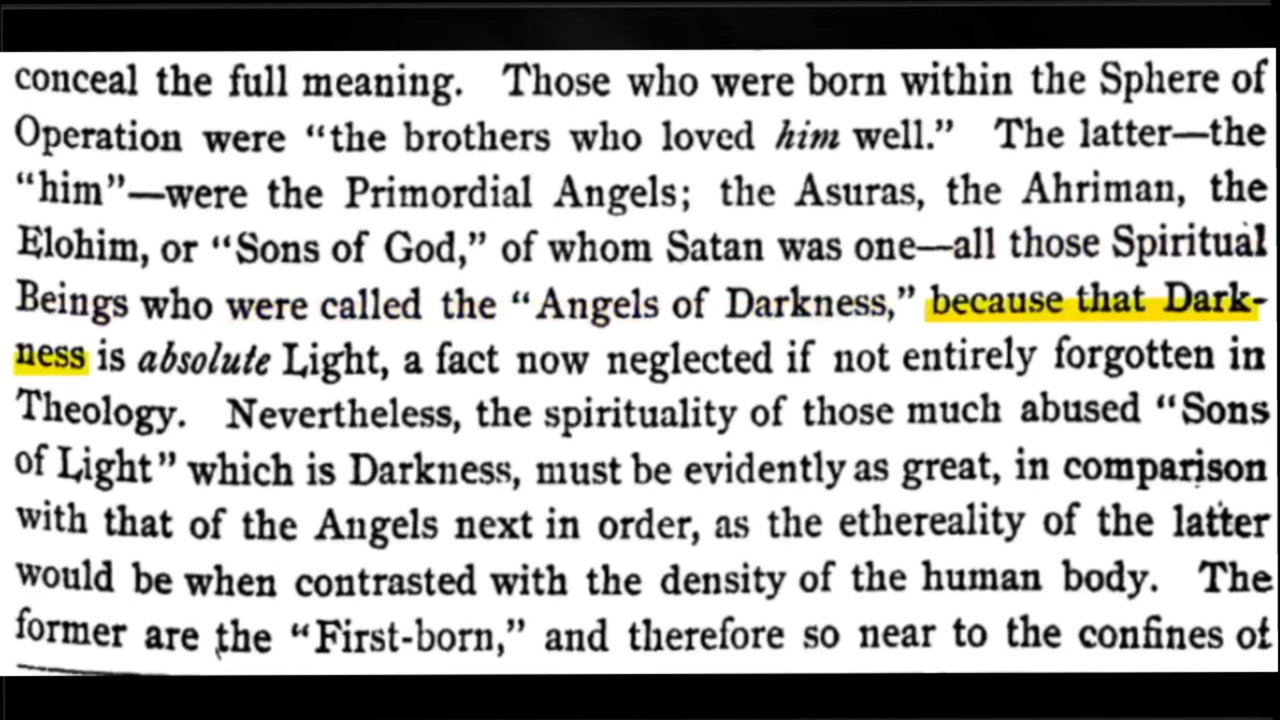 conceal the full meaning. Those who were born within the Sphere of
Operation were “the brothers who loved him well.” The latter—the
“him”—were the Primordial Angels; the Asuras, the Ahriman, the
Elohim, or “Sons of God,” of whom Satan was one—all those Spiritual
Beings who were called the “Angels of Darkness,” because that Dark-
ness is absolute Light, a fact now neglected if not entirely forgotten in
Theology. Nevertheless, the spirituality of those much abused “Sons
of Light” which is Darkness, must be evidently as great, in comparison
with that of the Angels next in order, as the ethereality of the latter
would be when contrasted with the density of the human body. The
former are the “First-born,” and therefore so near to the confines of